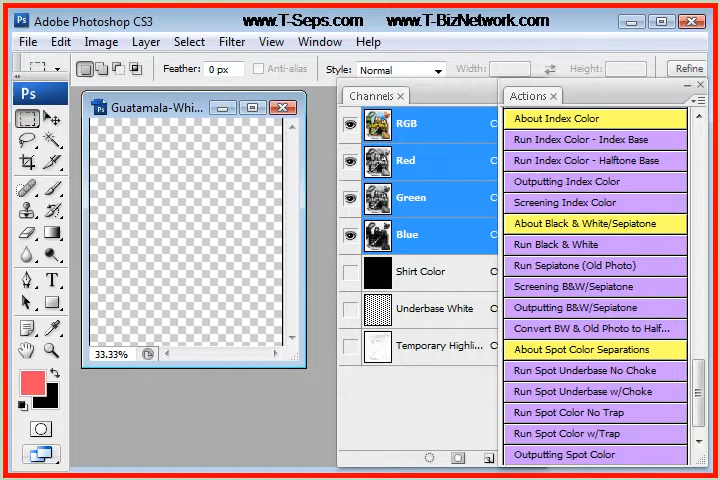 Adobe Photoshop CS3 www.T-Seps.com www.T-BizNetwork.com
File Edit Image Layer Select Filter View Window Help
Feather: 0 px Anti-alias Style: Normal Width: Height: Refine
Ps
Guatamala-Whi...
33.33%
Channels
RGB
Red
Green
Blue
Shirt Color
Underbase White
Temporary Highli...
Actions
About Index Color
Run Index Color - Index Base
Run Index Color - Halftone Base
Outputting Index Color
Screening Index Color
About Black & White/Sepiatone
Run Black & White
Run Sepiatone (Old Photo)
Screening B&W/Sepiatone
Outputting B&W/Sepiatone
Convert BW & Old Photo to Half...
About Spot Color Separations
Run Spot Underbase No Choke
Run Spot Underbase w/Choke
Run Spot Color No Trap
Run Spot Color w/Trap
Outputting Spot Color